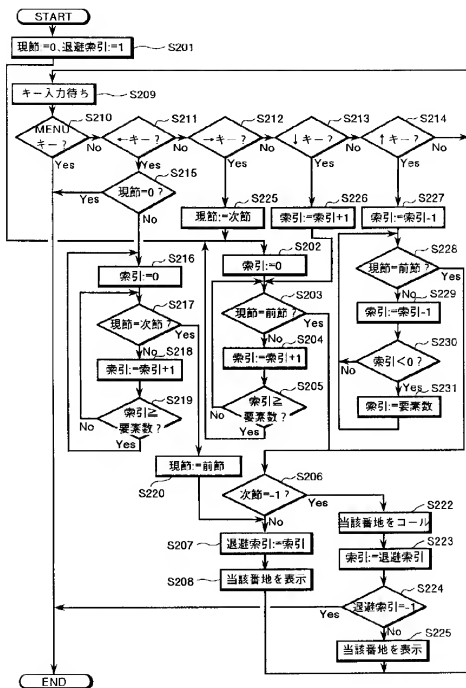 START
現節:=0、退避索引:=1
S201
キー入力待ち
S209
MENU
キー?
S210
←キー?
S211
→キー?
S212
↓キー?
S213
↑キー?
S214
Yes
No
Yes
No
Yes
No
Yes
No
Yes
No
現節=0?
S215
Yes
No
現節:=次節
S225
索引:=索引+1
S226
索引:=索引-1
S227
索引:=0
S216
索引:=0
S202
現節=前節?
S228
Yes
No
現節=次節?
S217
Yes
No
現節=前節?
S203
Yes
No
索引:=索引-1
S229
索引:=索引+1
S218
索引:=索引+1
S204
索引<0?
S230
No
Yes
索引≧
要素数?
S219
No
Yes
索引≧
要素数?
S205
No
Yes
索引:=要素数
S231
現節:=前節
S220
次節=-1?
S206
Yes
No
当該番地をコール
S222
退避索引:=索引
S207
索引:=退避索引
S223
当該番地を表示
S208
退避索引=-1
S224
Yes
No
当該番地を表示
S225
END